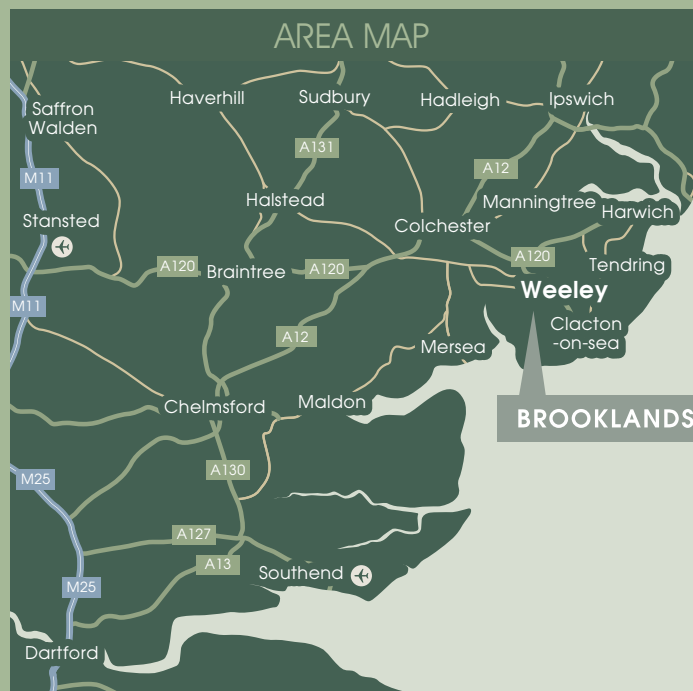 AREA MAP
Haverhill
Sudbury
Hadleigh
Ipswich
Saffron
Walden
A131
A12
M11
Halstead
Manningtree
Harwich
Stansted
Colchester
A120
Tendring
A120
Braintree
A120
Weeley
M11
Clacton
-on-sea
A12
Mersea
Chelmsford
Maldon
BROOKLANDS
A130
M25
A127
A13
Southend
M25
Dartford